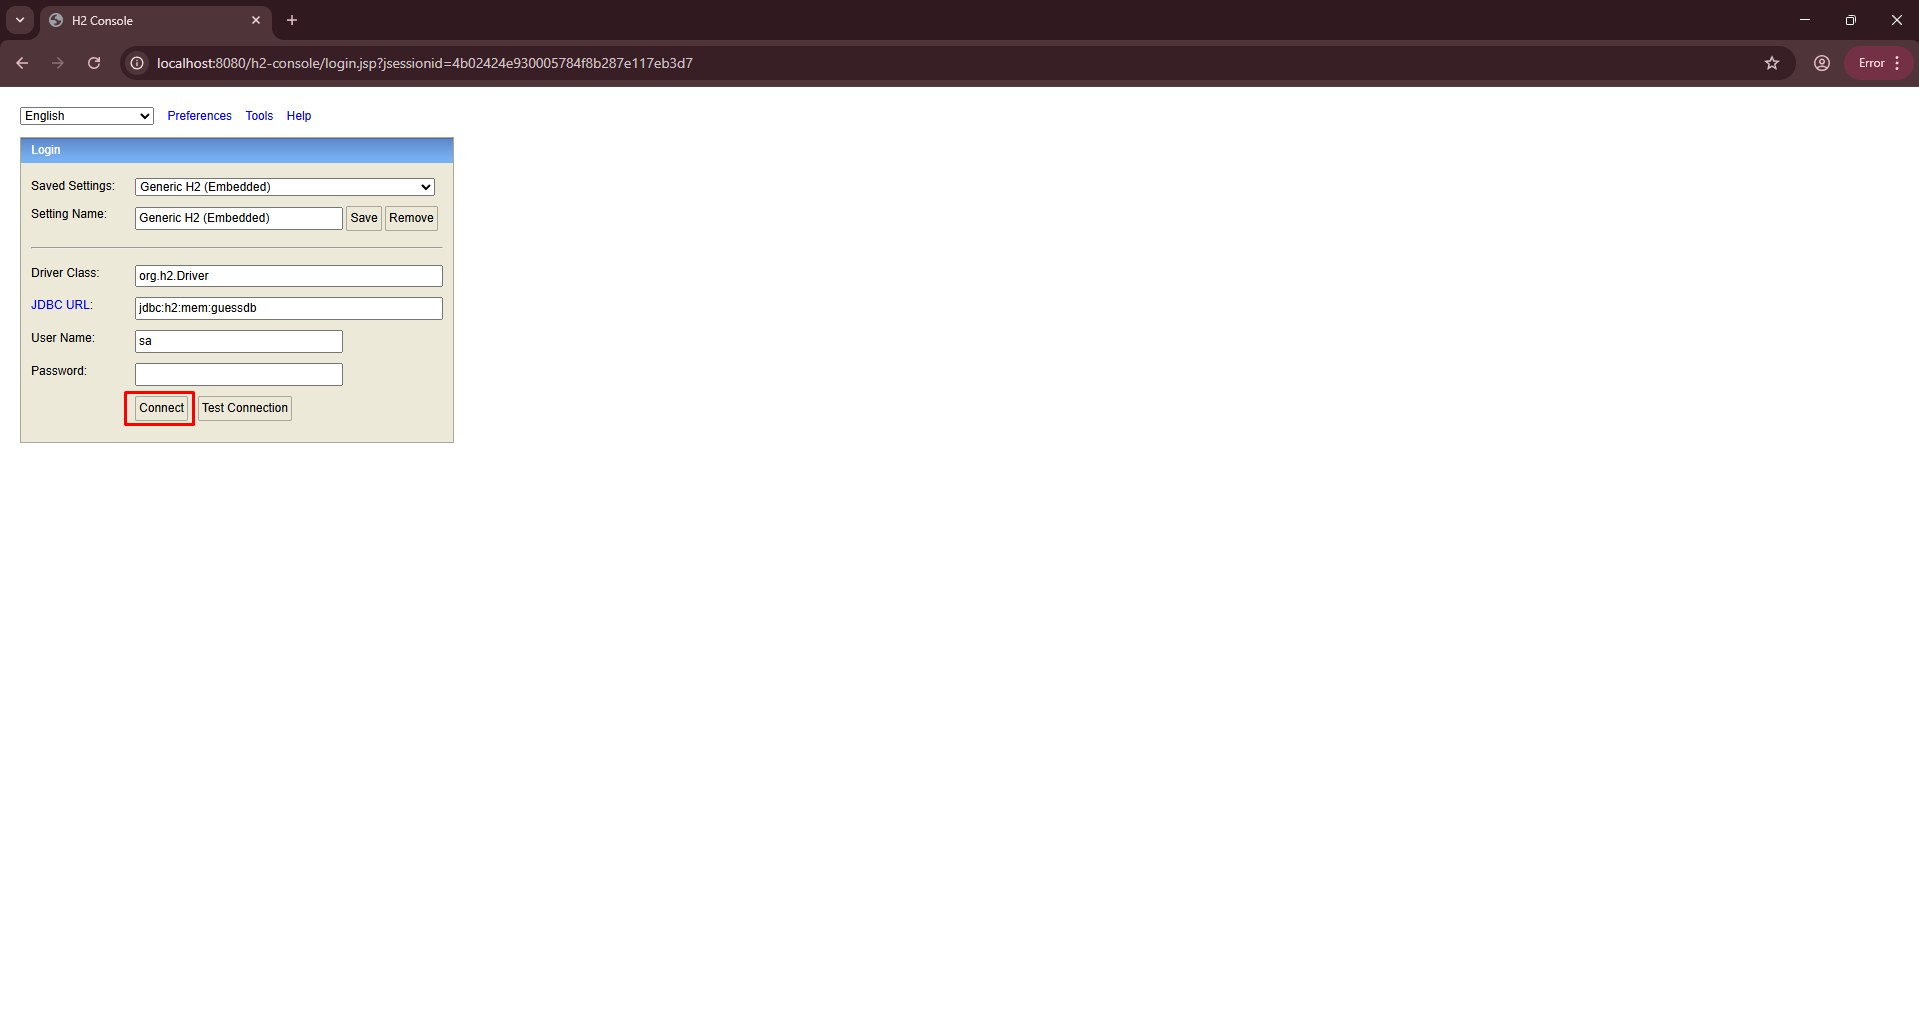 H2 Console
localhost:8080/h2-console/login.jsp?jsessionid=4b02424e930005784f8b287e117eb3d7
Error
English Preferences Tools Help
Login
Saved Settings: Generic H2 (Embedded)
Setting Name: Generic H2 (Embedded) Save Remove
Driver Class: org.h2.Driver
JDBC URL: jdbc:h2:mem:guessdb
User Name: sa
Password:
Connect Test Connection